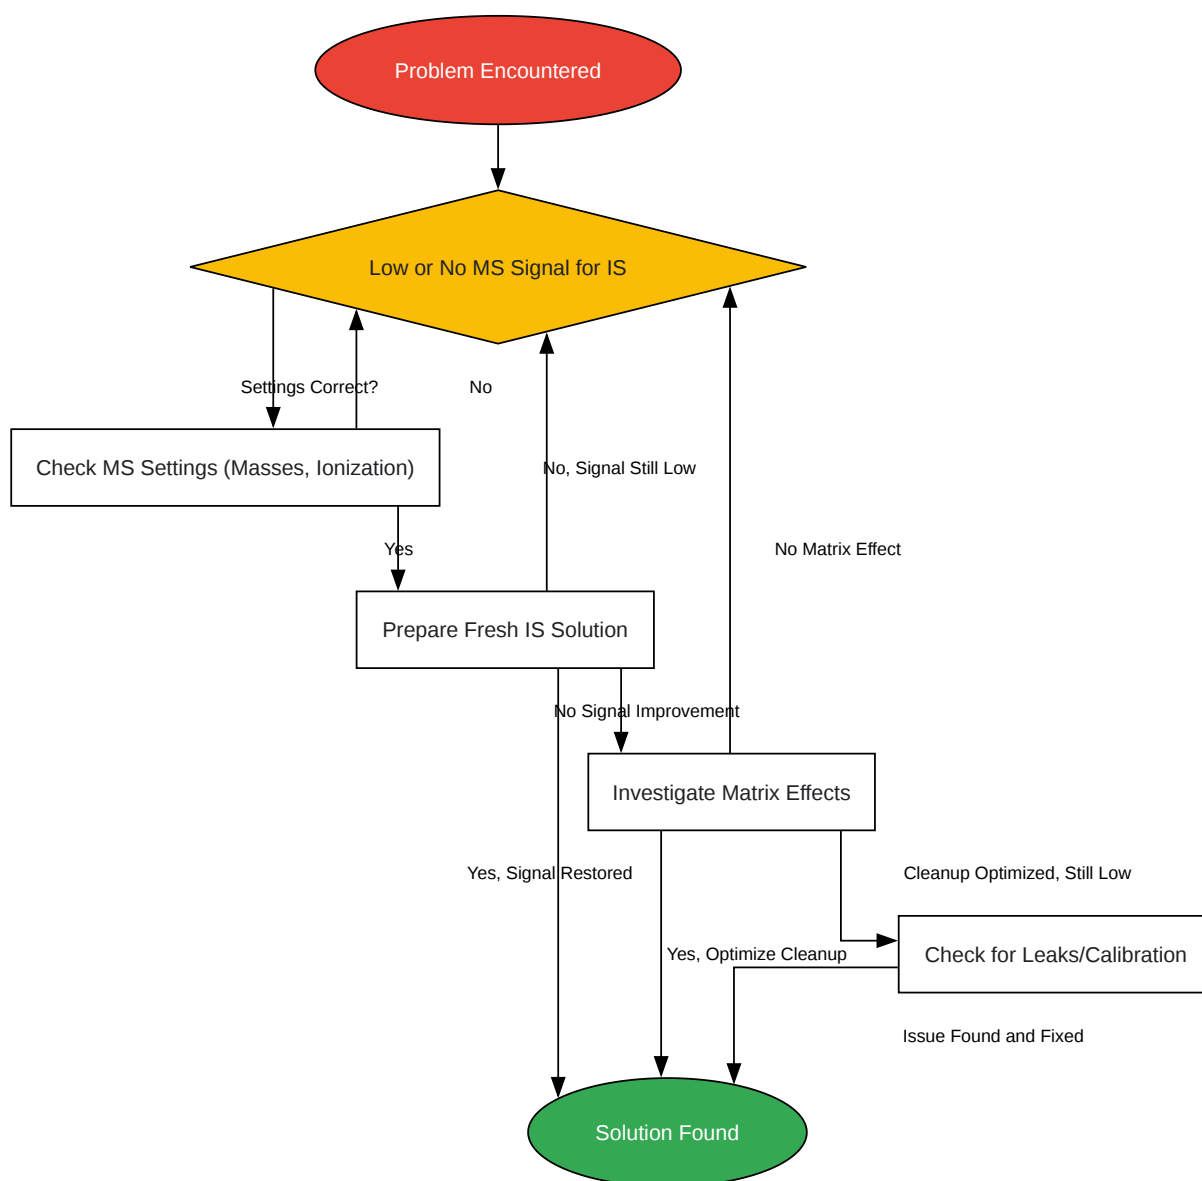 Problem Encountered
Low or No MS Signal for IS
Settings Correct?
No
Check MS Settings (Masses, Ionization)
No, Signal Still Low
Yes
No Matrix Effect
Prepare Fresh IS Solution
No Signal Improvement
Investigate Matrix Effects
Yes, Signal Restored
Cleanup Optimized, Still Low
Yes, Optimize Cleanup
Check for Leaks/Calibration
Issue Found and Fixed
Solution Found